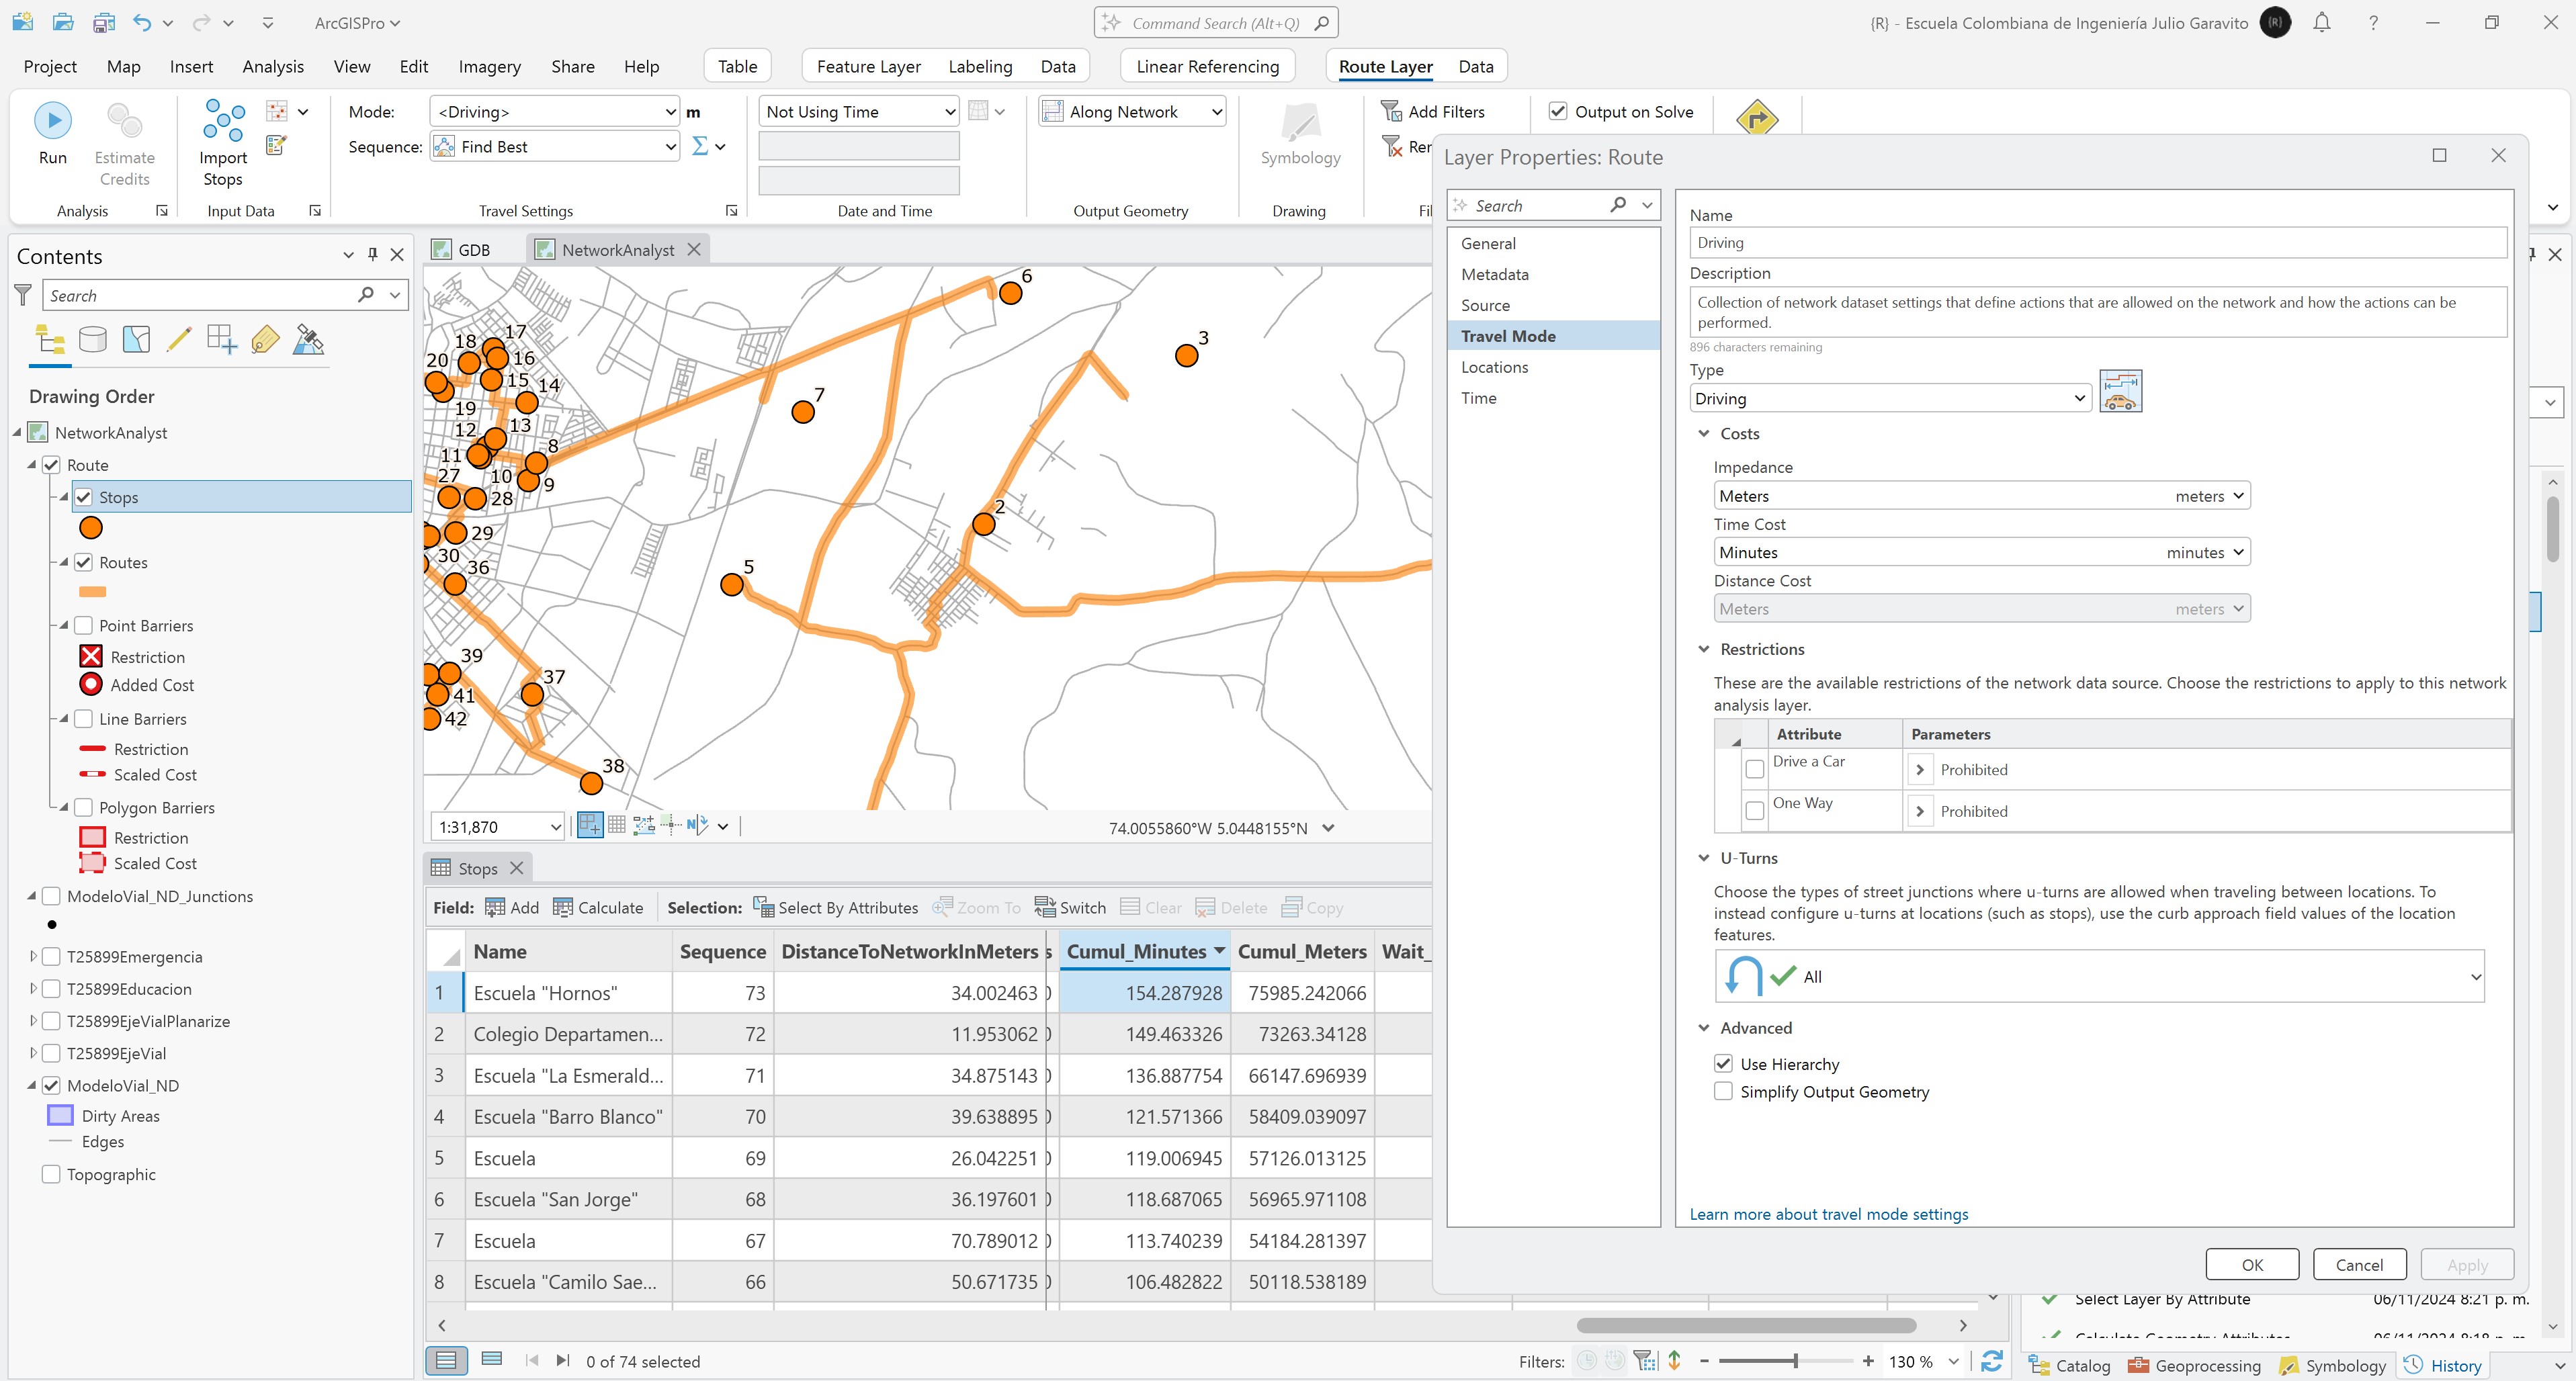 ArcGISPro
Command Search (Alt+Q)
{R} - Escuela Colombiana de Ingeniería Julio Garavito
{R}
Project Map Insert Analysis View Edit Imagery Share Help Table Feature Layer Labeling Data Linear Referencing Route Layer Data
Run
Estimate Credits
Analysis
Import Stops
Input Data
Mode: <Driving> m
Sequence: Find Best
Travel Settings
Not Using Time
Date and Time
Along Network
Output Geometry
Symbology
Drawing
Add Filters
Output on Solve
Contents
Search
Drawing Order
NetworkAnalyst
Route
Stops
Routes
Point Barriers
Restriction
Added Cost
Line Barriers
Restriction
Scaled Cost
Polygon Barriers
Restriction
Scaled Cost
ModeloVial_ND_Junctions
T25899Emergencia
T25899Educacion
T25899EjeVialPlanarize
T25899EjeVial
ModeloVial_ND
Dirty Areas
Edges
Topographic
GDB NetworkAnalyst
6
3
17
18
16
20
15
14
7
19
12
13
8
11
10
9
27
28
2
29
30
36
5
39
37
41
42
38
1:31,870
74.0055860°W 5.0448155°N
Stops
Field: Add Calculate Selection: Select By Attributes Zoom To Switch Clear Delete Copy
Name Sequence DistanceToNetworkInMeters Cumul_Minutes Cumul_Meters Wait_
1 Escuela "Hornos" 73 34.002463 154.287928 75985.242066
2 Colegio Departamen... 72 11.953062 149.463326 73263.34128
3 Escuela "La Esmerald... 71 34.875143 136.887754 66147.696939
4 Escuela "Barro Blanco" 70 39.638895 121.571366 58409.039097
5 Escuela 69 26.042251 119.006945 57126.013125
6 Escuela "San Jorge" 68 36.197601 118.687065 56965.971108
7 Escuela 67 70.789012 113.740239 54184.281397
8 Escuela "Camilo Sae... 66 50.671735 106.482822 50118.538189
0 of 74 selected
Filters:
130 %
Layer Properties: Route
Search
General
Metadata
Source
Travel Mode
Locations
Time
Name
Driving
Description
Collection of network dataset settings that define actions that are allowed on the network and how the actions can be
performed.
896 characters remaining
Type
Driving
Costs
Impedance
Meters meters
Time Cost
Minutes minutes
Distance Cost
Meters meters
Restrictions
These are the available restrictions of the network data source. Choose the restrictions to apply to this network
analysis layer.
Attribute Parameters
Drive a Car Prohibited
One Way Prohibited
U-Turns
Choose the types of street junctions where u-turns are allowed when traveling between locations. To
instead configure u-turns at locations (such as stops), use the curb approach field values of the location
features.
All
Advanced
Use Hierarchy
Simplify Output Geometry
Learn more about travel mode settings
OK Cancel Apply
Select Layer By Attribute 06/11/2024 8:21 p. m.
Catalog Geoprocessing Symbology History